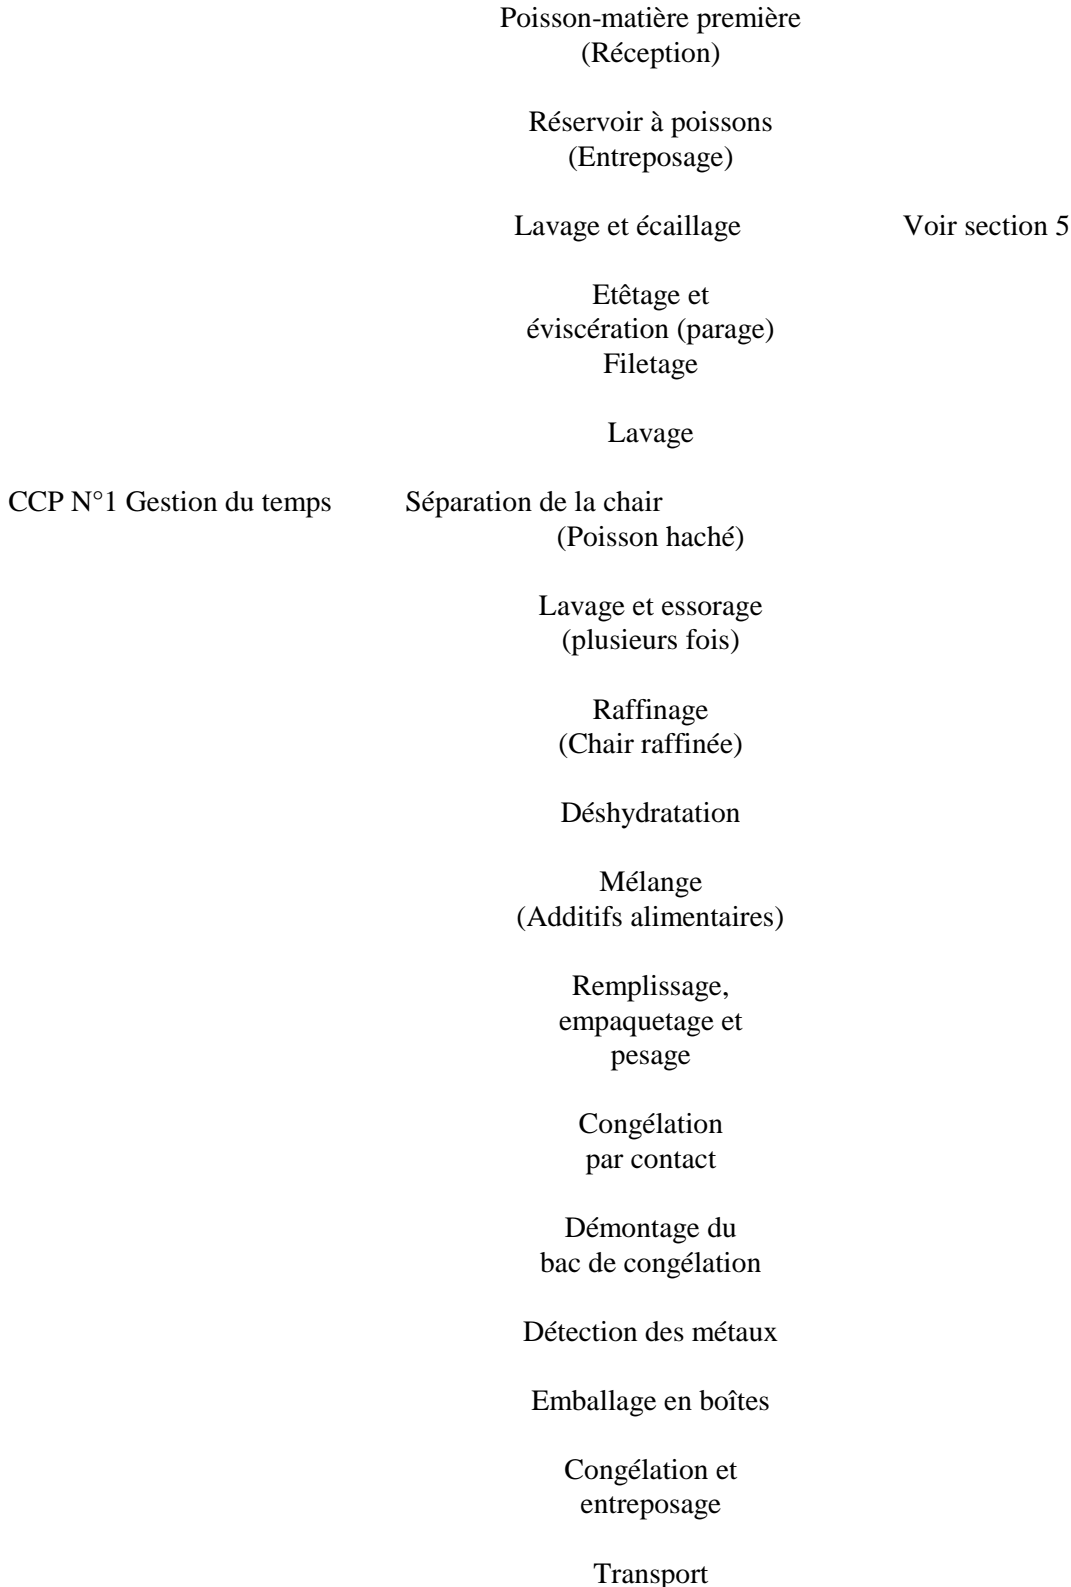 Poisson-matière première
(Réception)
Réservoir à poissons
(Entreposage)
Lavage et écaillage Voir section 5
Etêtage et
éviscération (parage)
Filetage
Lavage
CCP N°1 Gestion du temps Séparation de la chair
(Poisson haché)
Lavage et essorage
(plusieurs fois)
Raffinage
(Chair raffinée)
Déshydratation
Mélange
(Additifs alimentaires)
Remplissage,
empaquetage et
pesage
Congélation
par contact
Démontage du
bac de congélation
Détection des métaux
Emballage en boîtes
Congélation et
entreposage
Transport